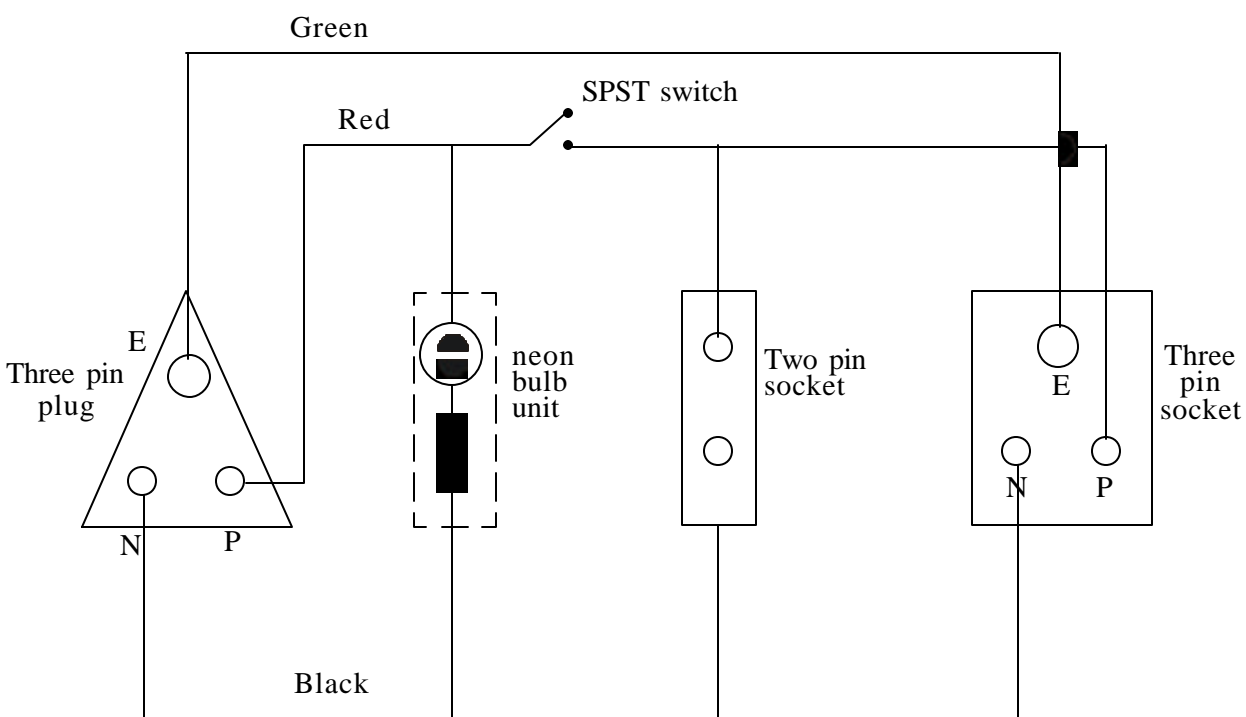 Green
SPST switch
Red
E
Three pin
plug
N
P
neon
bulb
unit
Two pin
socket
E
N
P
Three
pin
socket
Black